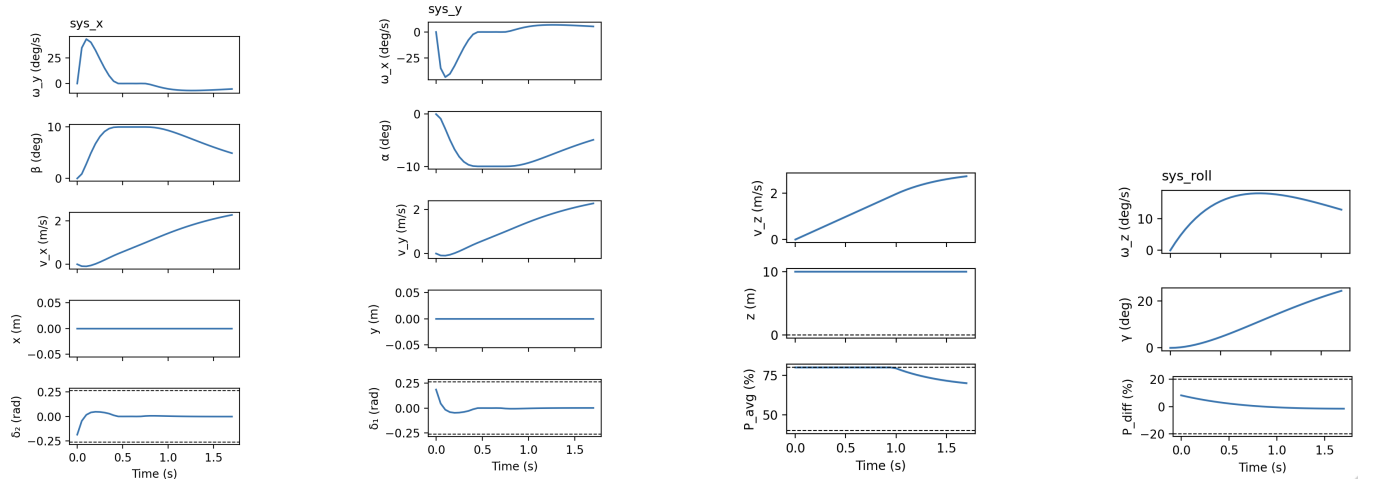 sys_x
ω_y (deg/s)
25
0
β (deg)
10
0
v_x (m/s)
2
0
x (m)
0.05
0.00
−0.05
δ₂ (rad)
0.25
0.00
−0.25
0.0 0.5 1.0 1.5
Time (s)
sys_y
ω_x (deg/s)
0
−25
α (deg)
0
−10
v_y (m/s)
2
0
y (m)
0.05
0.00
−0.05
δ₁ (rad)
0.25
0.00
−0.25
0.0 0.5 1.0 1.5
Time (s)
v_z (m/s)
2
0
z (m)
10
0
P_avg (%)
75
50
0.0 0.5 1.0 1.5
Time (s)
sys_roll
ω_z (deg/s)
10
0
γ (deg)
20
0
P_diff (%)
20
0
−20
0.0 0.5 1.0 1.5
Time (s)